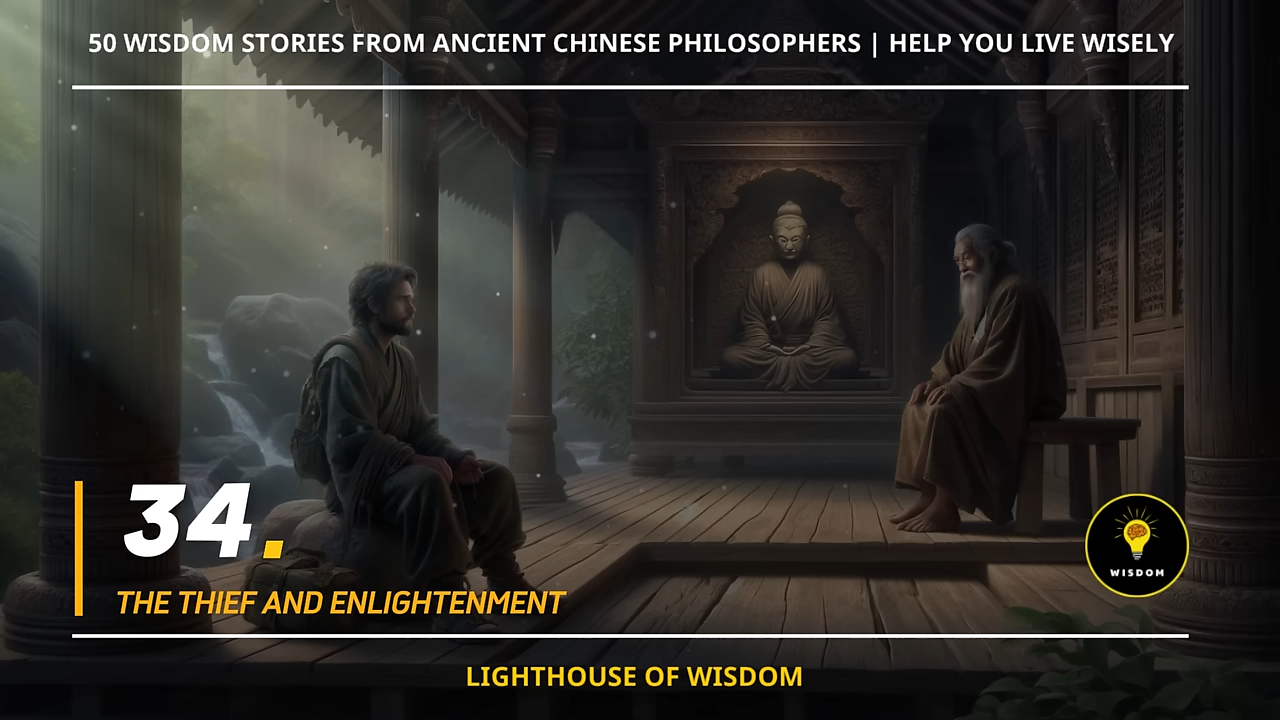 50 WISDOM STORIES FROM ANCIENT CHINESE PHILOSOPHERS | HELP YOU LIVE WISELY
34.
THE THIEF AND ENLIGHTENMENT
WISDOM
LIGHTHOUSE OF WISDOM